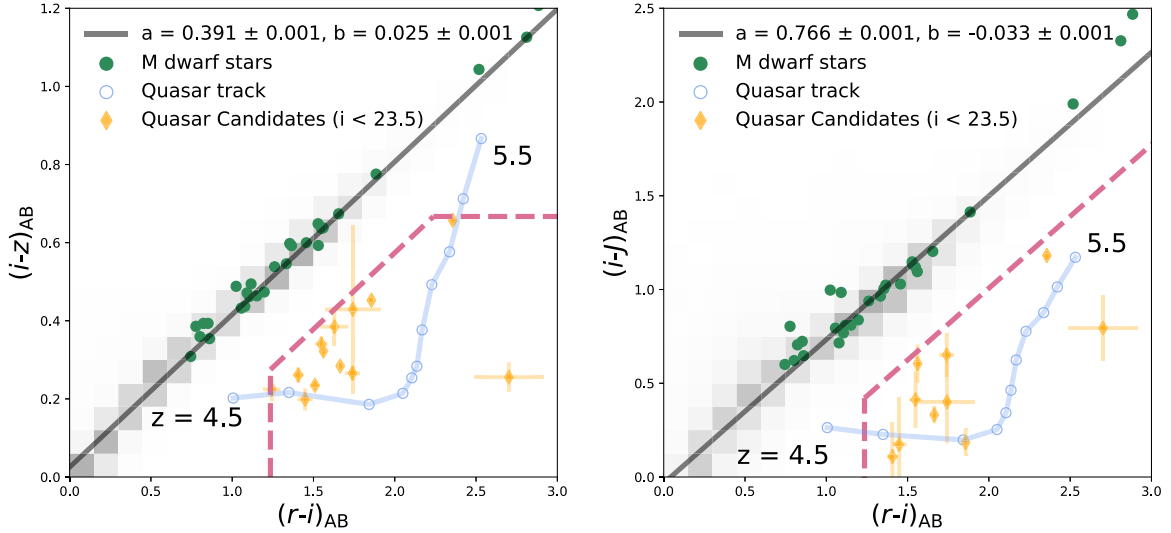 1.2
1.0
0.8
0.6
0.4
0.2
0.0
(i-z)AB
a = 0.391 ± 0.001, b = 0.025 ± 0.001
M dwarf stars
Quasar track
Quasar Candidates (i < 23.5)
5.5
z = 4.5
0.0 0.5 1.0 1.5 2.0 2.5 3.0
(r-i)AB
3.0
2.5
2.0
1.5
1.0
0.5
0.0
(i-J)AB
a = 0.766 ± 0.001, b = -0.033 ± 0.001
M dwarf stars
Quasar track
Quasar Candidates (i < 23.5)
5.5
z = 4.5
0.0 0.5 1.0 1.5 2.0 2.5 3.0
(r-i)AB